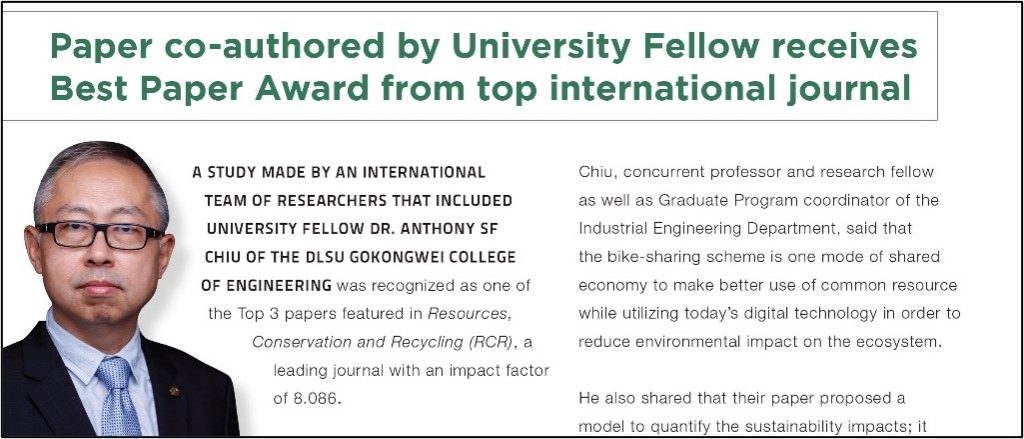 Paper co-authored by University Fellow receives
Best Paper Award from top international journal
A STUDY MADE BY AN INTERNATIONAL
TEAM OF RESEARCHERS THAT INCLUDED
UNIVERSITY FELLOW DR. ANTHONY SF
CHIU OF THE DLSU GOKONGWEI COLLEGE
OF ENGINEERING was recognized as one of
the Top 3 papers featured in Resources,
Conservation and Recycling (RCR), a
leading journal with an impact factor
of 8.086.
Chiu, concurrent professor and research fellow
as well as Graduate Program coordinator of the
Industrial Engineering Department, said that
the bike-sharing scheme is one mode of shared
economy to make better use of common resource
while utilizing today's digital technology in order to
reduce environmental impact on the ecosystem.
He also shared that their paper proposed a
model to quantify the sustainability impacts; it